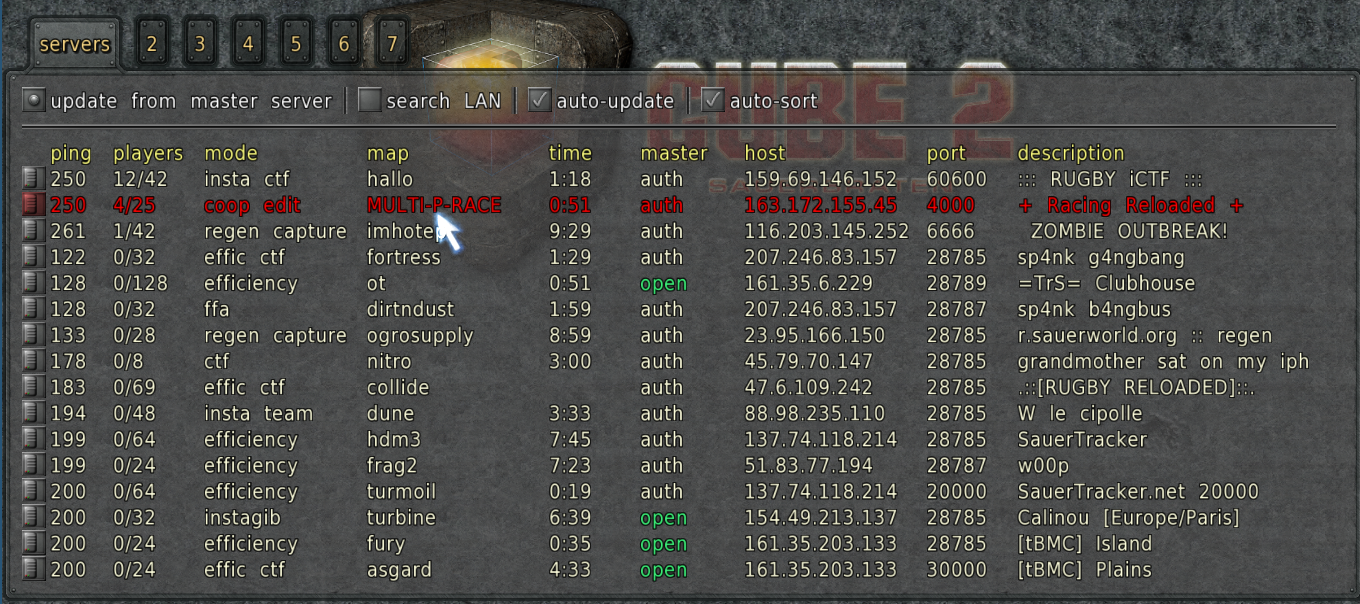 servers 2 3 4 5 6 7
CUBE 2
update from master server search LAN auto-update auto-sort
ping players mode map time master host port description
250 12/42 insta ctf hallo 1:18 auth 159.69.146.152 60600 ::: RUGBY iCTF :::
250 4/25 coop edit MULTI-P-RACE 0:51 auth 163.172.155.45 4000 + Racing Reloaded +
261 1/42 regen capture imhotep 9:29 auth 116.203.145.252 6666 ZOMBIE OUTBREAK!
122 0/32 effic ctf fortress 1:29 auth 207.246.83.157 28785 sp4nk g4ngbang
128 0/128 efficiency ot 0:51 open 161.35.6.229 28789 =TrS= Clubhouse
128 0/32 ffa dirtndust 1:59 auth 207.246.83.157 28787 sp4nk b4ngbus
133 0/28 regen capture ogrosupply 8:59 auth 23.95.166.150 28785 r.sauerworld.org :: regen
178 0/8 ctf nitro 3:00 auth 45.79.70.147 28785 grandmother sat on my iph
183 0/69 effic ctf collide auth 47.6.109.242 28785 .::[RUGBY RELOADED]::.
194 0/48 insta team dune 3:33 auth 88.98.235.110 28785 W le cipolle
199 0/64 efficiency hdm3 7:45 auth 137.74.118.214 28785 SauerTracker
199 0/24 efficiency frag2 7:23 auth 51.83.77.194 28787 w00p
200 0/64 efficiency turmoil 0:19 auth 137.74.118.214 20000 SauerTracker.net 20000
200 0/32 instagib turbine 6:39 open 154.49.213.137 28785 Calinou [Europe/Paris]
200 0/24 efficiency fury 0:35 open 161.35.203.133 28785 [tBMC] Island
200 0/24 effic ctf asgard 4:33 open 161.35.203.133 30000 [tBMC] Plains